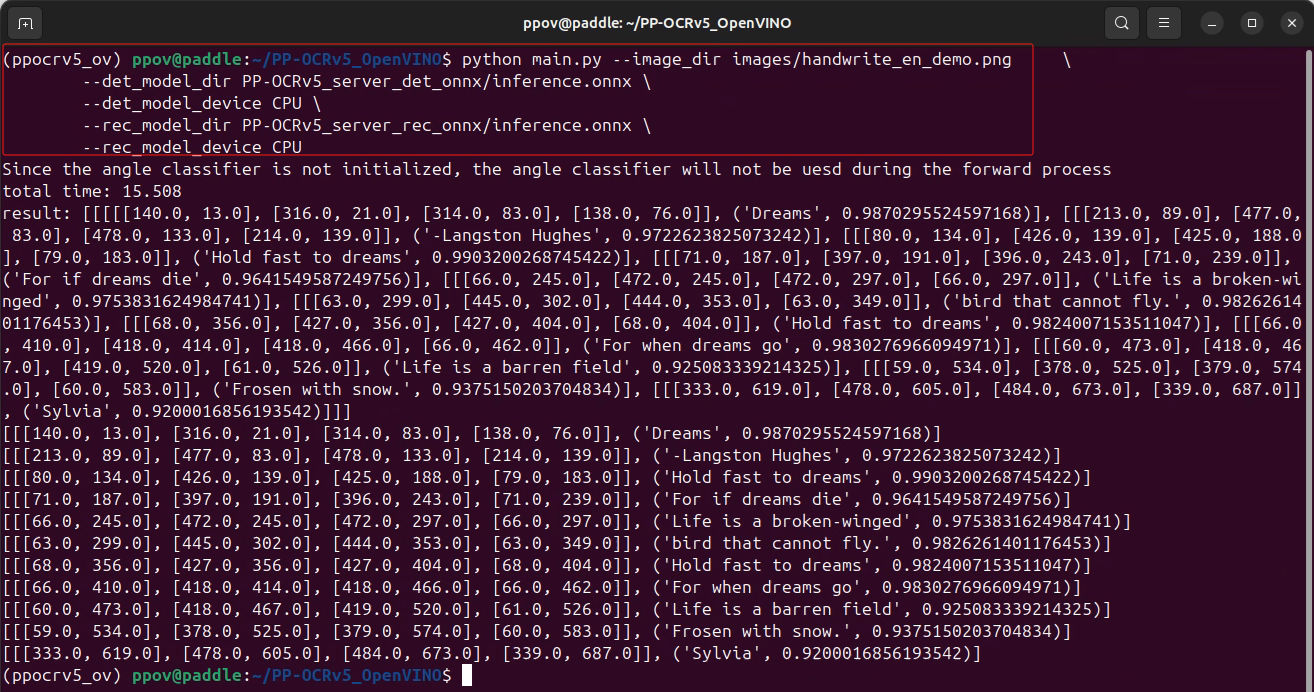 ppov@paddle: ~/PP-OCRv5_OpenVINO
(ppocrv5_ov) ppov@paddle:~/PP-OCRv5_OpenVINO$ python main.py --image_dir images/handwrite_en_demo.png \
--det_model_dir PP-OCRv5_server_det_onnx/inference.onnx \
--det_model_device CPU \
--rec_model_dir PP-OCRv5_server_rec_onnx/inference.onnx \
--rec_model_device CPU
Since the angle classifier is not initialized, the angle classifier will not be uesd during the forward process
total time: 15.508
result: [[[[[140.0, 13.0], [316.0, 21.0], [314.0, 83.0], [138.0, 76.0]], ('Dreams', 0.9870295524597168)], [[[213.0, 89.0], [477.0,
83.0], [478.0, 133.0], [214.0, 139.0]], ('-Langston Hughes', 0.9722623825073242)], [[[80.0, 134.0], [426.0, 139.0], [425.0, 188.0
], [79.0, 183.0]], ('Hold fast to dreams', 0.9903200268745422)], [[[71.0, 187.0], [397.0, 191.0], [396.0, 243.0], [71.0, 239.0]],
('For if dreams die', 0.9641549587249756)], [[[66.0, 245.0], [472.0, 245.0], [472.0, 297.0], [66.0, 297.0]], ('Life is a broken-wi
nged', 0.9753831624984741)], [[[63.0, 299.0], [445.0, 302.0], [444.0, 353.0], [63.0, 349.0]], ('bird that cannot fly.', 0.98262614
01176453)], [[[68.0, 356.0], [427.0, 356.0], [427.0, 404.0], [68.0, 404.0]], ('Hold fast to dreams', 0.9824007153511047)], [[[66.0
, 410.0], [418.0, 414.0], [418.0, 466.0], [66.0, 462.0]], ('For when dreams go', 0.9830276966094971)], [[[60.0, 473.0], [418.0, 46
7.0], [419.0, 520.0], [61.0, 526.0]], ('Life is a barren field', 0.925083339214325)], [[[59.0, 534.0], [378.0, 525.0], [379.0, 574
.0], [60.0, 583.0]], ('Frosen with snow.', 0.9375150203704834)], [[[333.0, 619.0], [478.0, 605.0], [484.0, 673.0], [339.0, 687.0]]
, ('Sylvia', 0.9200016856193542)]]]
[[[140.0, 13.0], [316.0, 21.0], [314.0, 83.0], [138.0, 76.0]], ('Dreams', 0.9870295524597168)]
[[[213.0, 89.0], [477.0, 83.0], [478.0, 133.0], [214.0, 139.0]], ('-Langston Hughes', 0.9722623825073242)]
[[[80.0, 134.0], [426.0, 139.0], [425.0, 188.0], [79.0, 183.0]], ('Hold fast to dreams', 0.9903200268745422)]
[[[71.0, 187.0], [397.0, 191.0], [396.0, 243.0], [71.0, 239.0]], ('For if dreams die', 0.9641549587249756)]
[[[66.0, 245.0], [472.0, 245.0], [472.0, 297.0], [66.0, 297.0]], ('Life is a broken-winged', 0.9753831624984741)]
[[[63.0, 299.0], [445.0, 302.0], [444.0, 353.0], [63.0, 349.0]], ('bird that cannot fly.', 0.9826261401176453)]
[[[68.0, 356.0], [427.0, 356.0], [427.0, 404.0], [68.0, 404.0]], ('Hold fast to dreams', 0.9824007153511047)]
[[[66.0, 410.0], [418.0, 414.0], [418.0, 466.0], [66.0, 462.0]], ('For when dreams go', 0.9830276966094971)]
[[[60.0, 473.0], [418.0, 467.0], [419.0, 520.0], [61.0, 526.0]], ('Life is a barren field', 0.925083339214325)]
[[[59.0, 534.0], [378.0, 525.0], [379.0, 574.0], [60.0, 583.0]], ('Frosen with snow.', 0.9375150203704834)]
[[[333.0, 619.0], [478.0, 605.0], [484.0, 673.0], [339.0, 687.0]], ('Sylvia', 0.9200016856193542)]
(ppocrv5_ov) ppov@paddle:~/PP-OCRv5_OpenVINO$